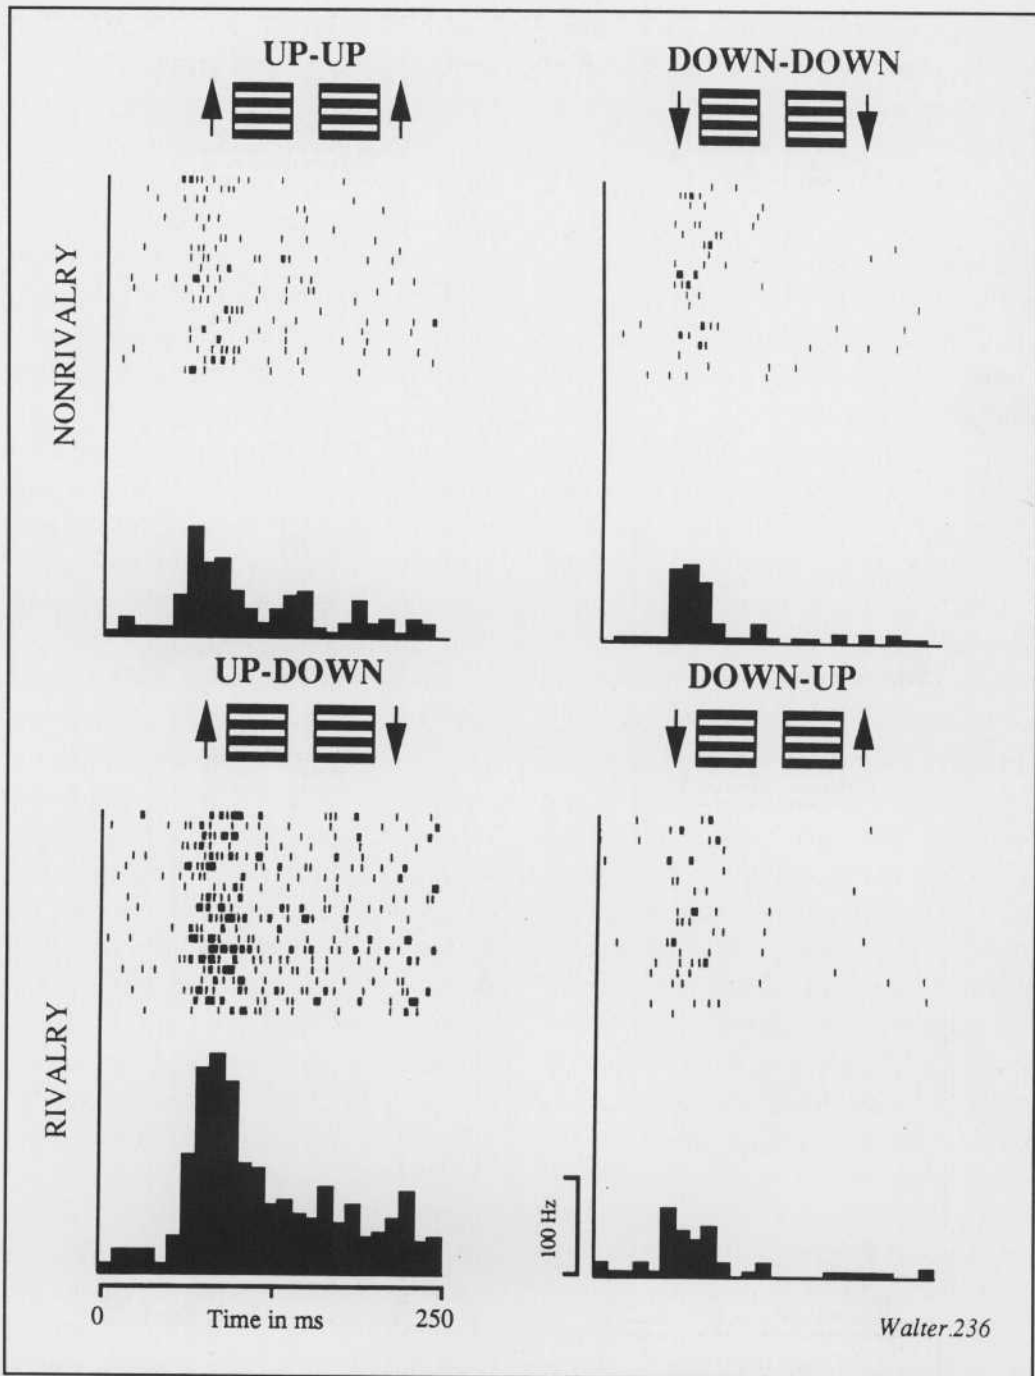 UP-UP
DOWN-DOWN
NONRIVALRY
UP-DOWN
DOWN-UP
RIVALRY
100 Hz
0
Time in ms
250
Walter.236